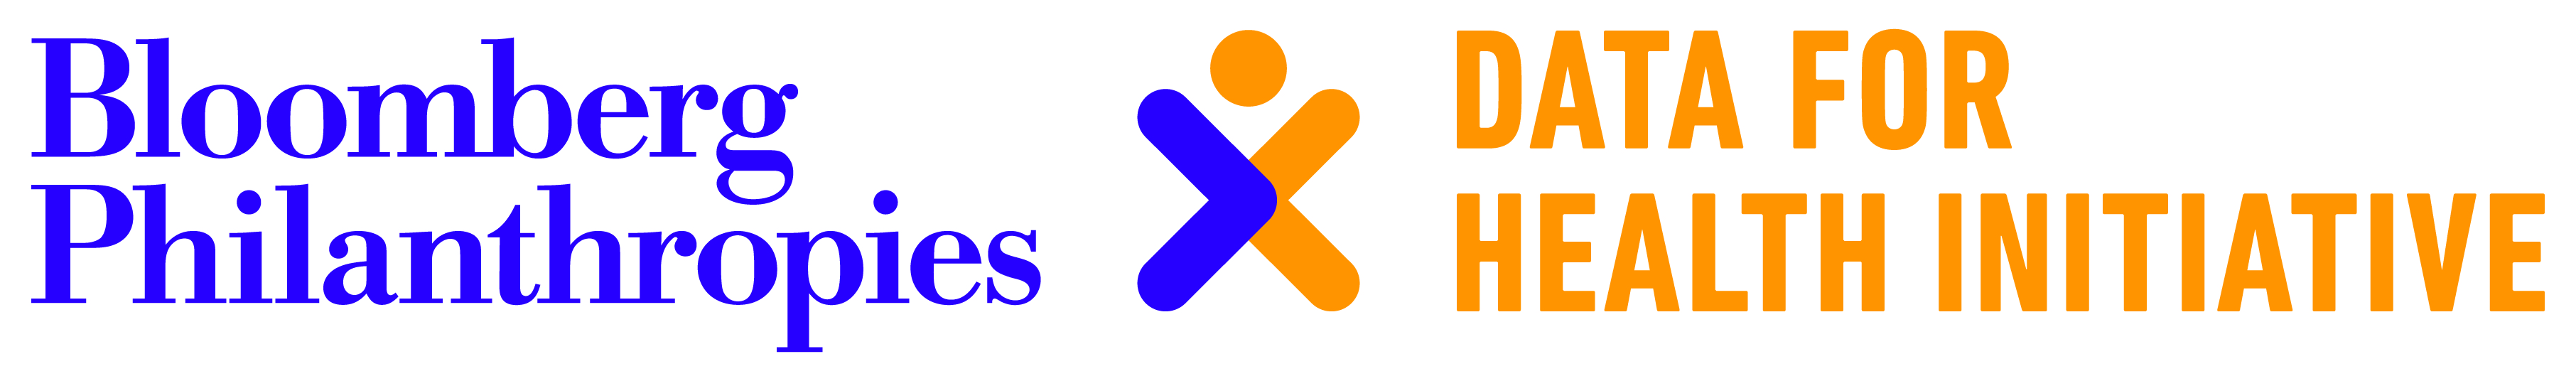 Bloomberg
Philanthropies
DATA FOR
HEALTH INITIATIVE